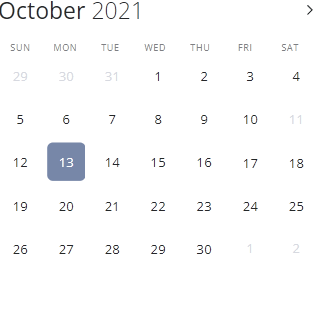 October 2021
SUN MON TUE WED THU FRI SAT
29 30 31 1 2 3 4
5 6 7 8 9 10 11
12 13 14 15 16 17 18
19 20 21 22 23 24 25
26 27 28 29 30 1 2